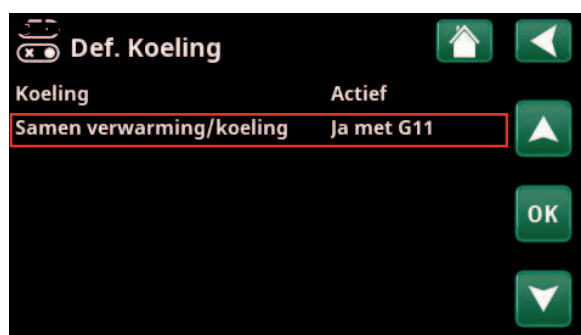 Def. Koeling
Koeling Actief
Samen verwarming/koeling Ja met G11
OK